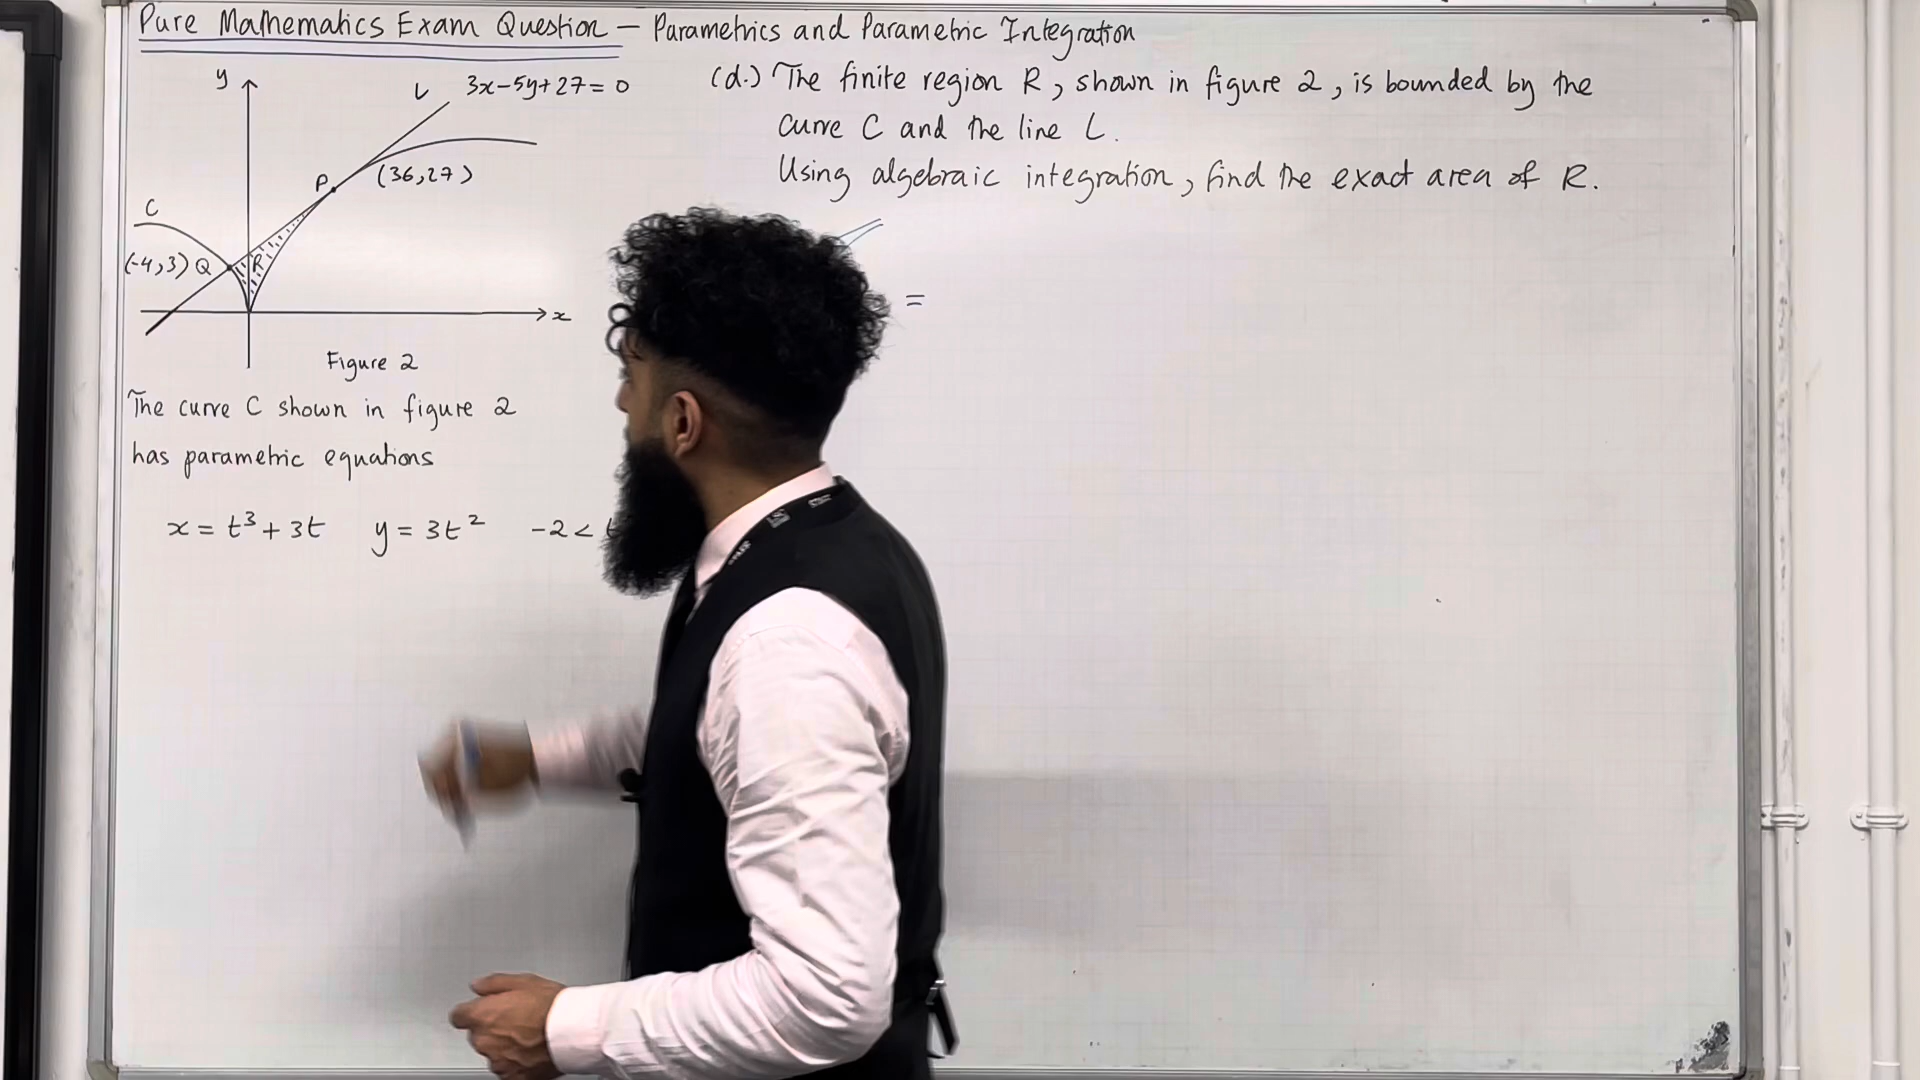 Pure Mathematics Exam Question – Parametrics and Parametric Integration
y
L
3x-5y+27=0
P
(36,27)
C
(-4,3) Q
R
x
Figure 2
The curve C shown in figure 2
has parametric equations
x = t³+3t y = 3t² -2<
(d.) The finite region R, shown in figure 2, is bounded by the
curve C and the line L.
Using algebraic integration, find the exact area of R.
=